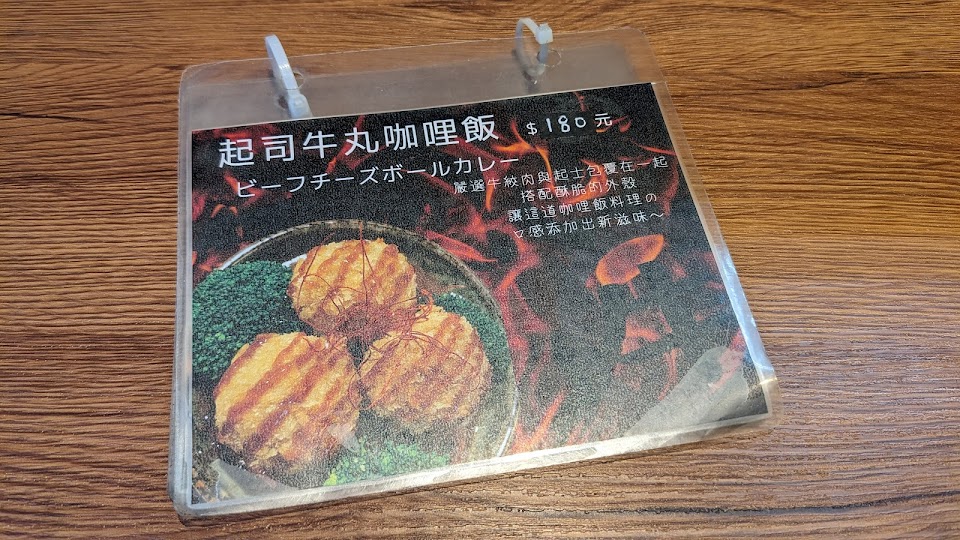 起司牛丸咖哩飯 $180元
ビーフチーズボールカレー
嚴選牛絞肉與起士包覆在一起
搭配酥脆的外殼
讓這道咖哩飯料理の
口感添加出新滋味～